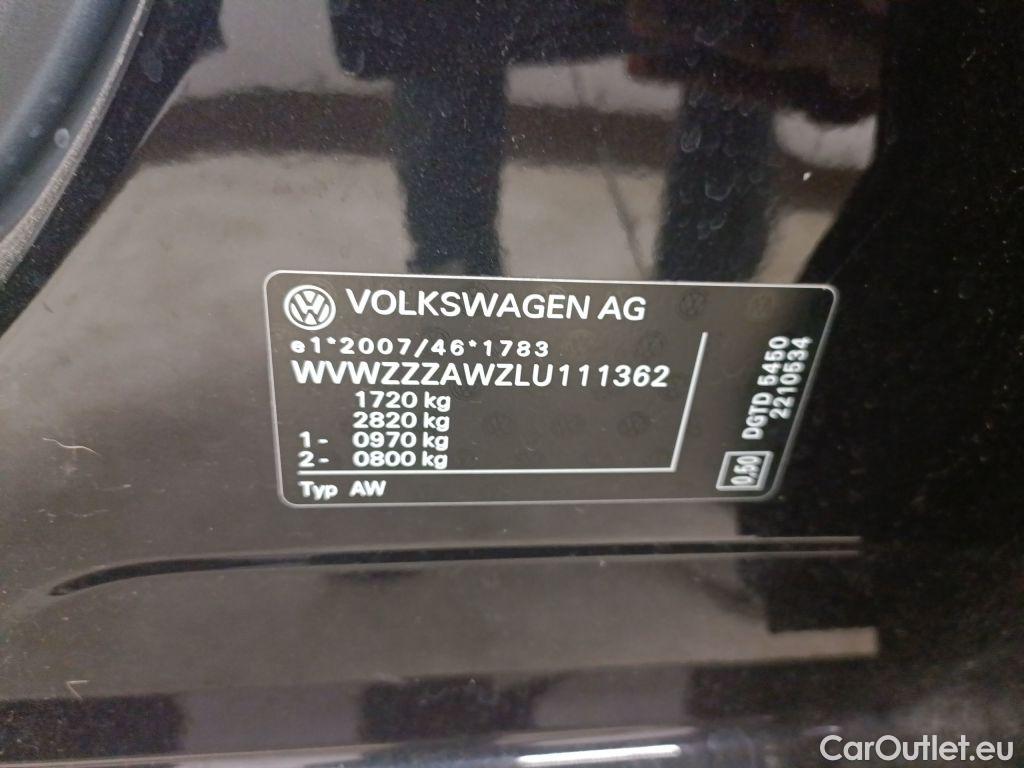 VOLKSWAGEN AG
e1*2007/46*1783
WVWZZZAWZLU111362
1720 kg
2820 kg
1- 0970 kg
2- 0800 kg
Typ AW
0,50
DGTD 5450
2210534
CarOutlet.eu